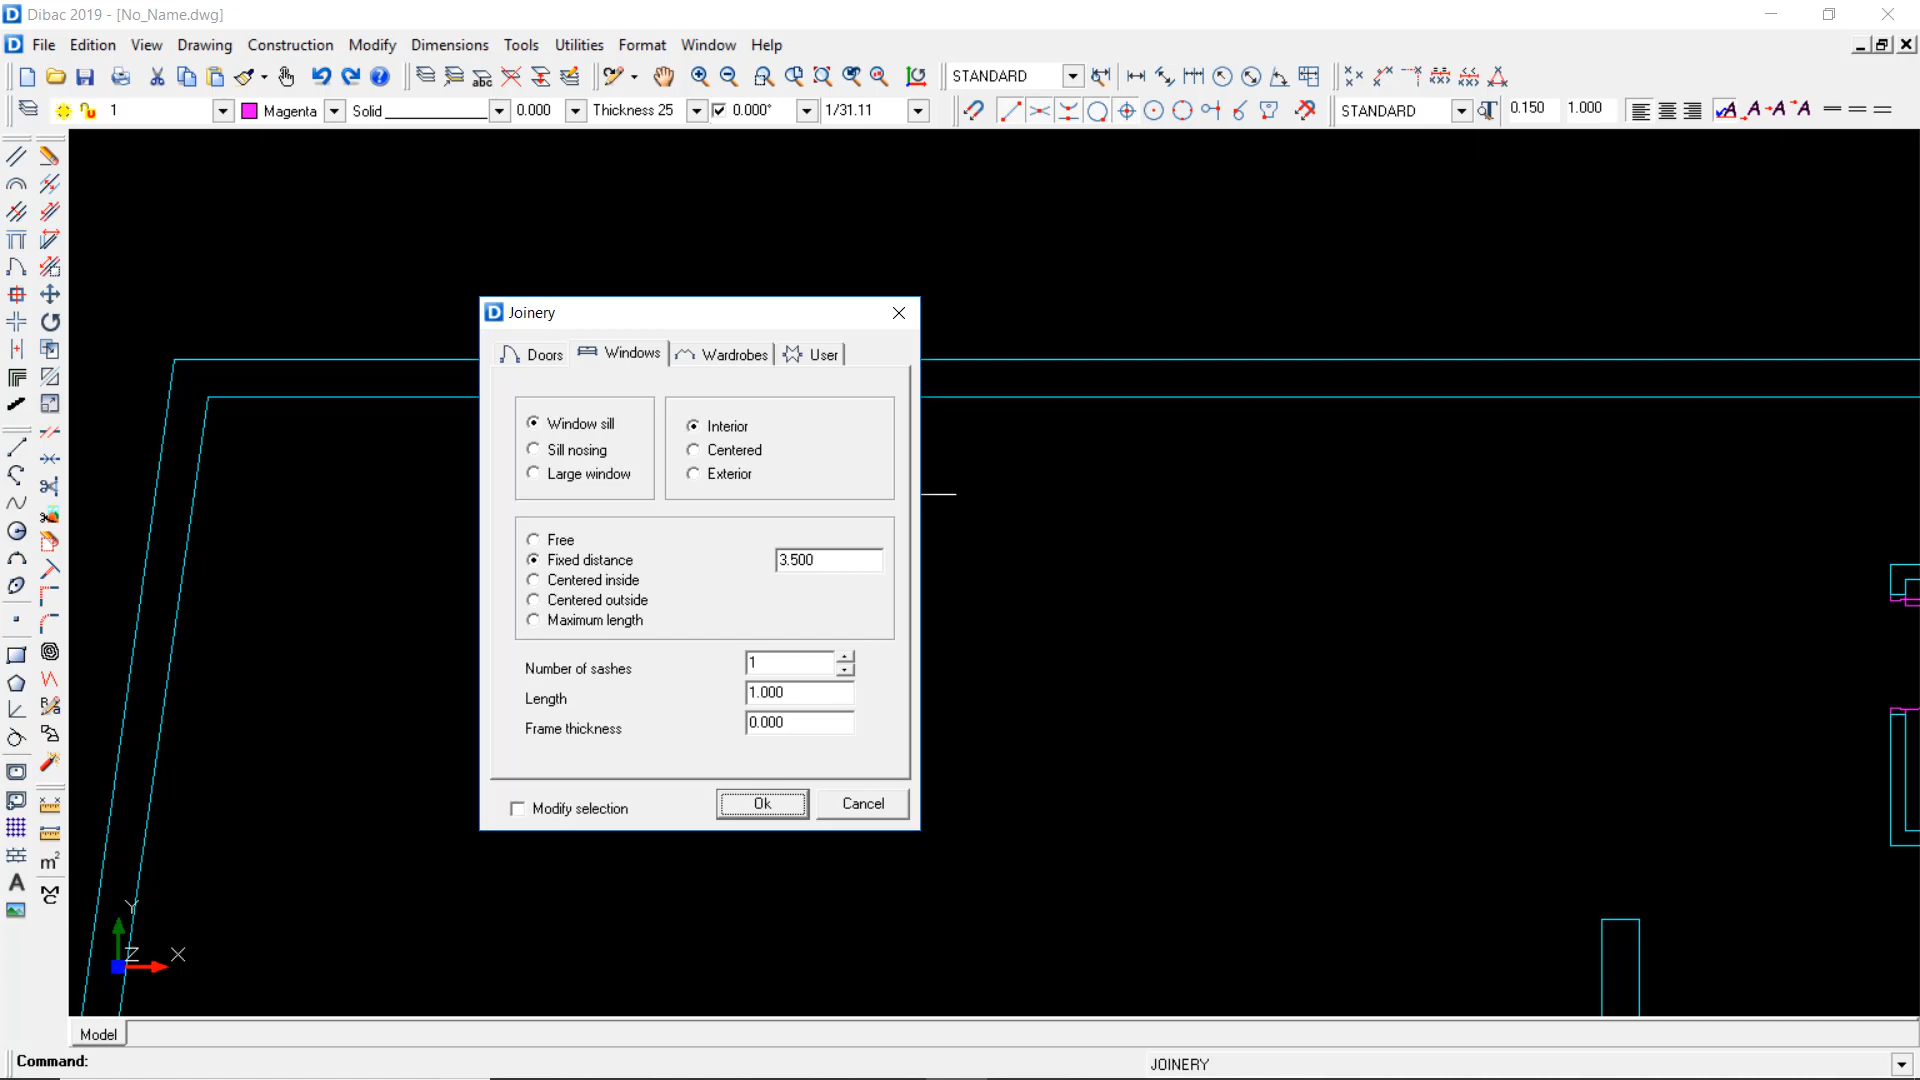 Dibac 2019 - [No_Name.dwg]
File Edition View Drawing Construction Modify Dimensions Tools Utilities Format Window Help
STANDARD
1 Magenta Solid 0.000 Thickness 25 0.000° 1/31.11 STANDARD 0.150 1.000
Joinery
Doors Windows Wardrobes User
Window sill
Sill nosing
Large window
Interior
Centered
Exterior
Free
Fixed distance 3.500
Centered inside
Centered outside
Maximum length
Number of sashes 1
Length 1.000
Frame thickness 0.000
Modify selection Ok Cancel
Y
Z X
Model
Command: JOINERY